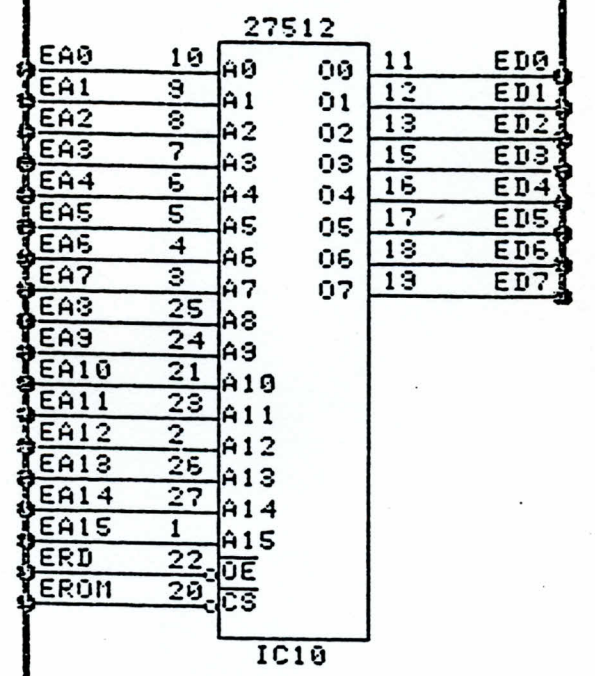 27512
EA0 10 A0 O0 11 ED0
EA1 9 A1 O1 12 ED1
EA2 8 A2 O2 13 ED2
EA3 7 A3 O3 15 ED3
EA4 6 A4 O4 16 ED4
EA5 5 A5 O5 17 ED5
EA6 4 A6 O6 18 ED6
EA7 3 A7 O7 19 ED7
EA8 25 A8
EA9 24 A9
EA10 21 A10
EA11 23 A11
EA12 2 A12
EA13 26 A13
EA14 27 A14
EA15 1 A15
ERD 22 OE
EROM 20 CS
IC10